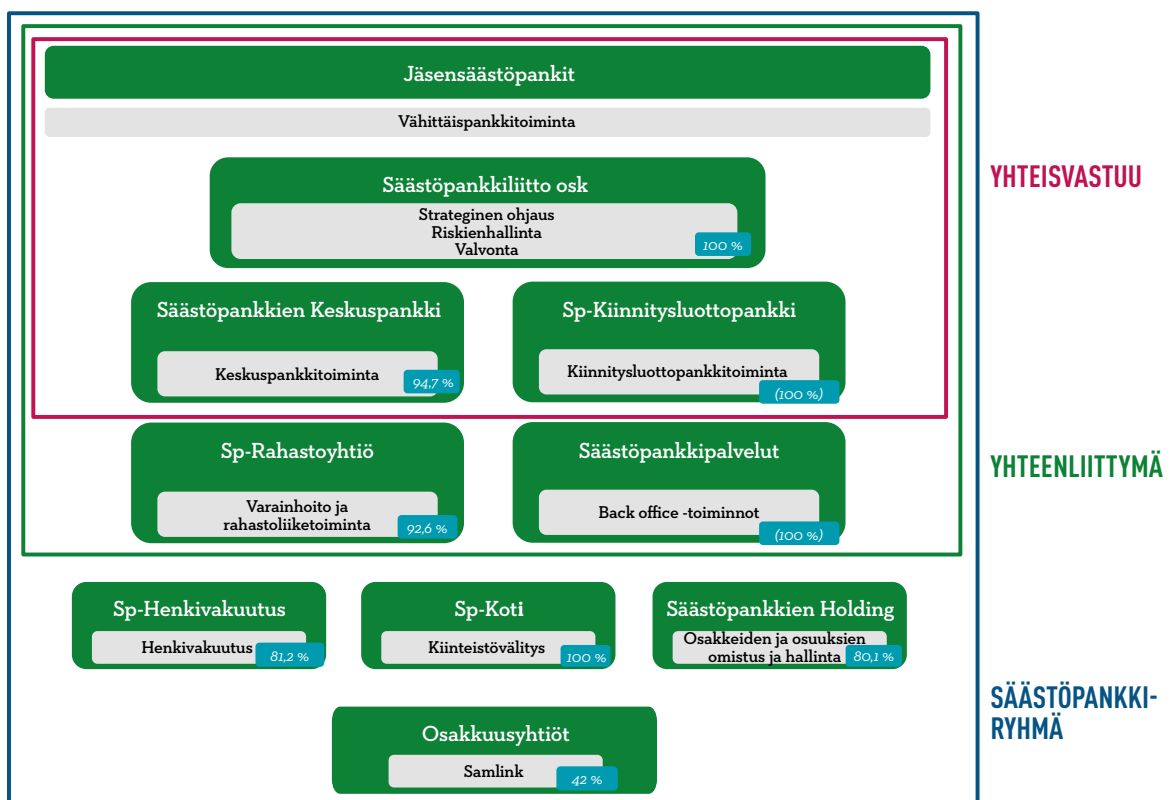 Jäsensäästöpankit
Vähittäispankkitoiminta
YHTEISVASTUU
Säästöpankkiliitto osk
Strateginen ohjaus
Riskienhallinta
Valvonta
100 %
Säästöpankkien Keskuspankki
Keskuspankkitoiminta
94,7 %
Sp-Kiinnitysluottopankki
Kiinnitysluottopankkitoiminta
(100 %)
Sp-Rahastoyhtiö
Varainhoito ja
rahastoliiketoiminta
92,6 %
Säästöpankkipalvelut
Back office -toiminnot
(100 %)
YHTEENLIITTYMÄ
Sp-Henkivakuutus
Henkivakuutus
81,2 %
Sp-Koti
Kiinteistövälitys
100 %
Säästöpankkien Holding
Osakkeiden ja osuuksien
omistus ja hallinta
80,1 %
SÄÄSTÖPANKKI-
RYHMÄ
Osakkuusyhtiöt
Samlink
42 %